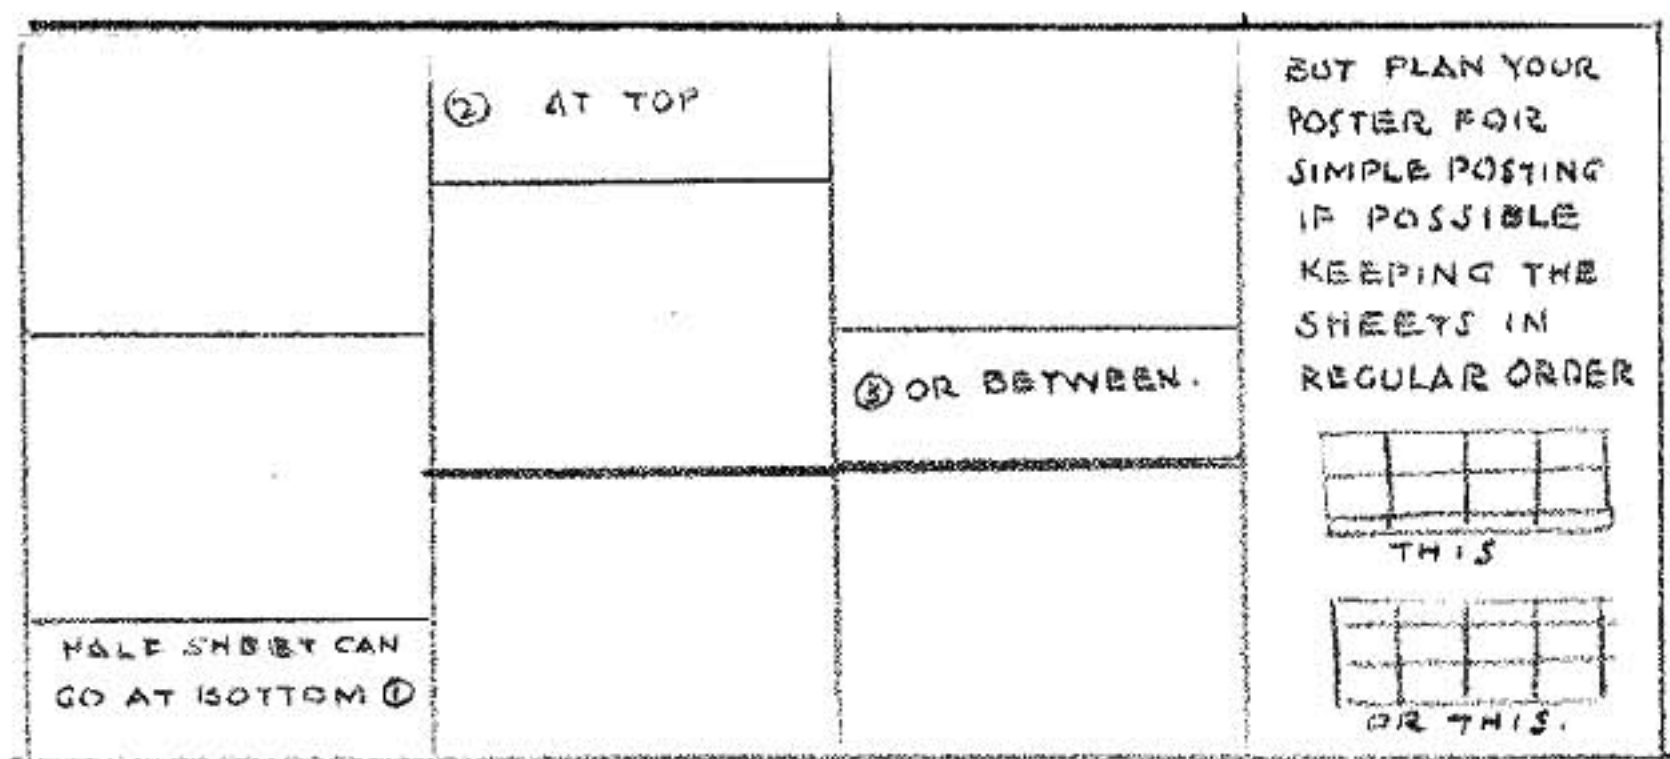 HALF SHEET CAN
GO AT BOTTOM ①
② AT TOP
③ OR BETWEEN.
BUT PLAN YOUR
POSTER FOR
SIMPLE POSTING
IF POSSIBLE
KEEPING THE
SHEETS IN
REGULAR ORDER
THIS
OR THIS.